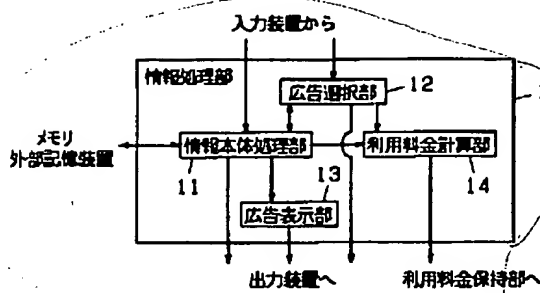 入力装置から
情報処理部
広告選択部
12
メモリ
外部記憶装置
情報本体処理部
利用料金計算部
11
13
14
広告表示部
出力装置へ
利用料金保持部へ